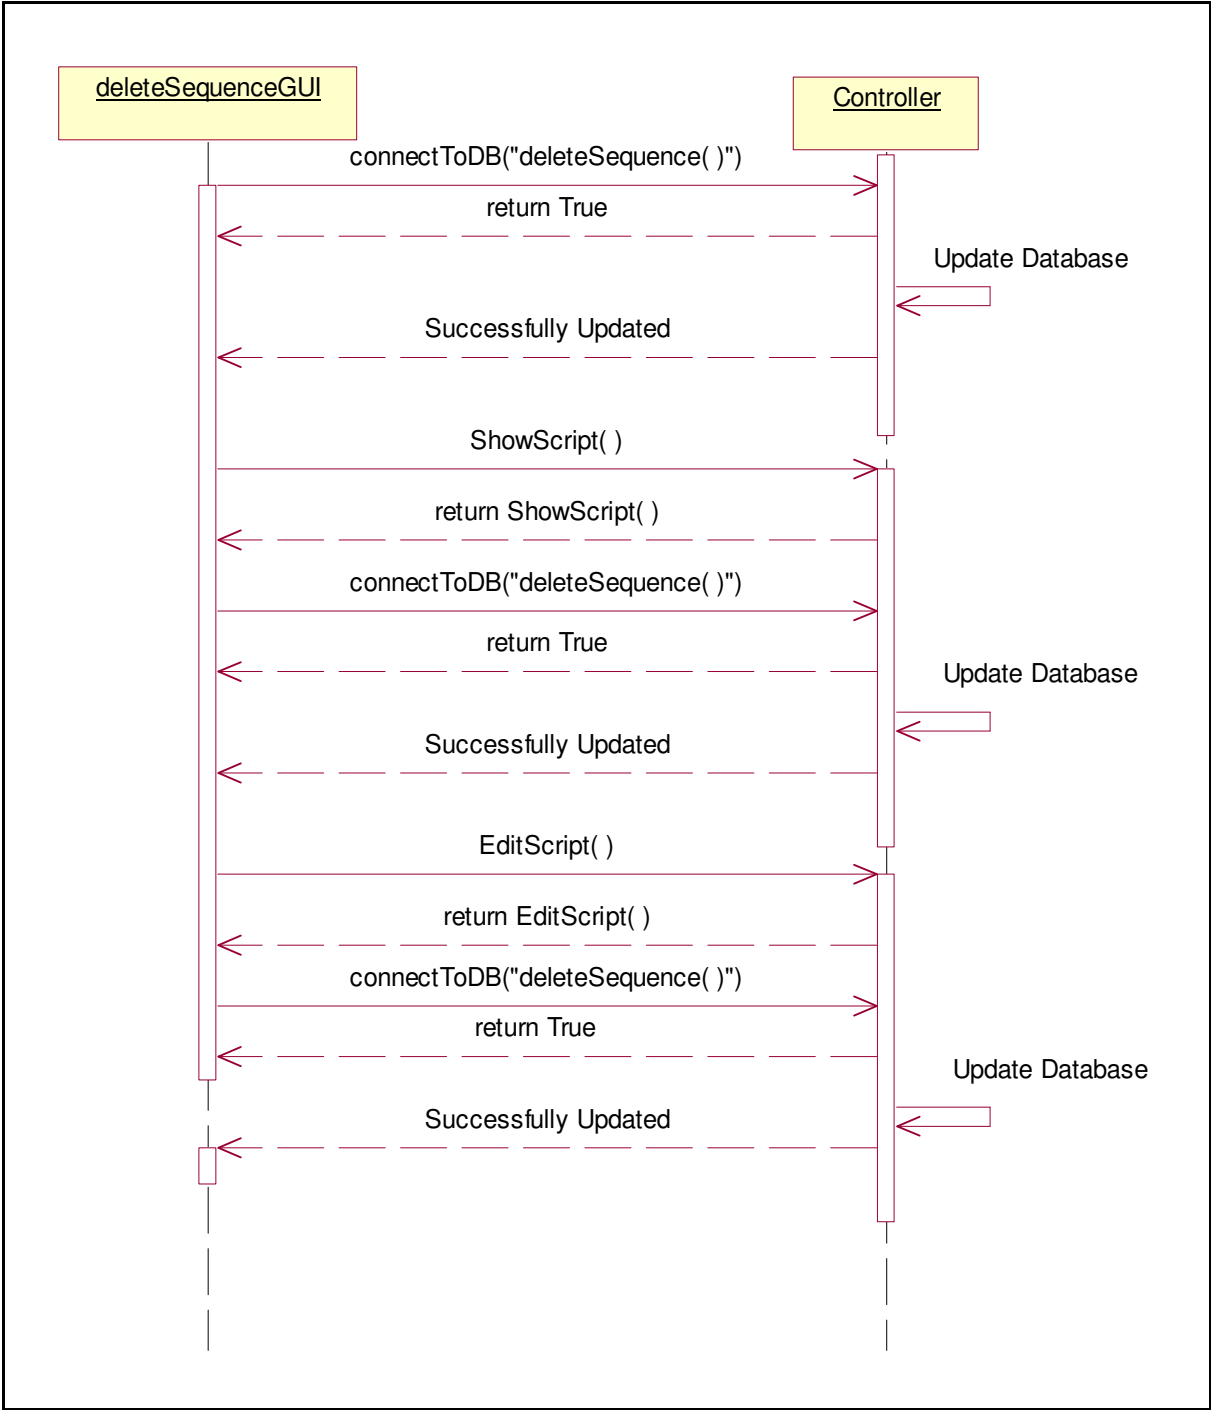 deleteSequenceGUI
Controller
connectToDB("deleteSequence( )")
return True
Update Database
Successfully Updated
ShowScript( )
return ShowScript( )
connectToDB("deleteSequence( )")
return True
Update Database
Successfully Updated
EditScript( )
return EditScript( )
connectToDB("deleteSequence( )")
return True
Update Database
Successfully Updated